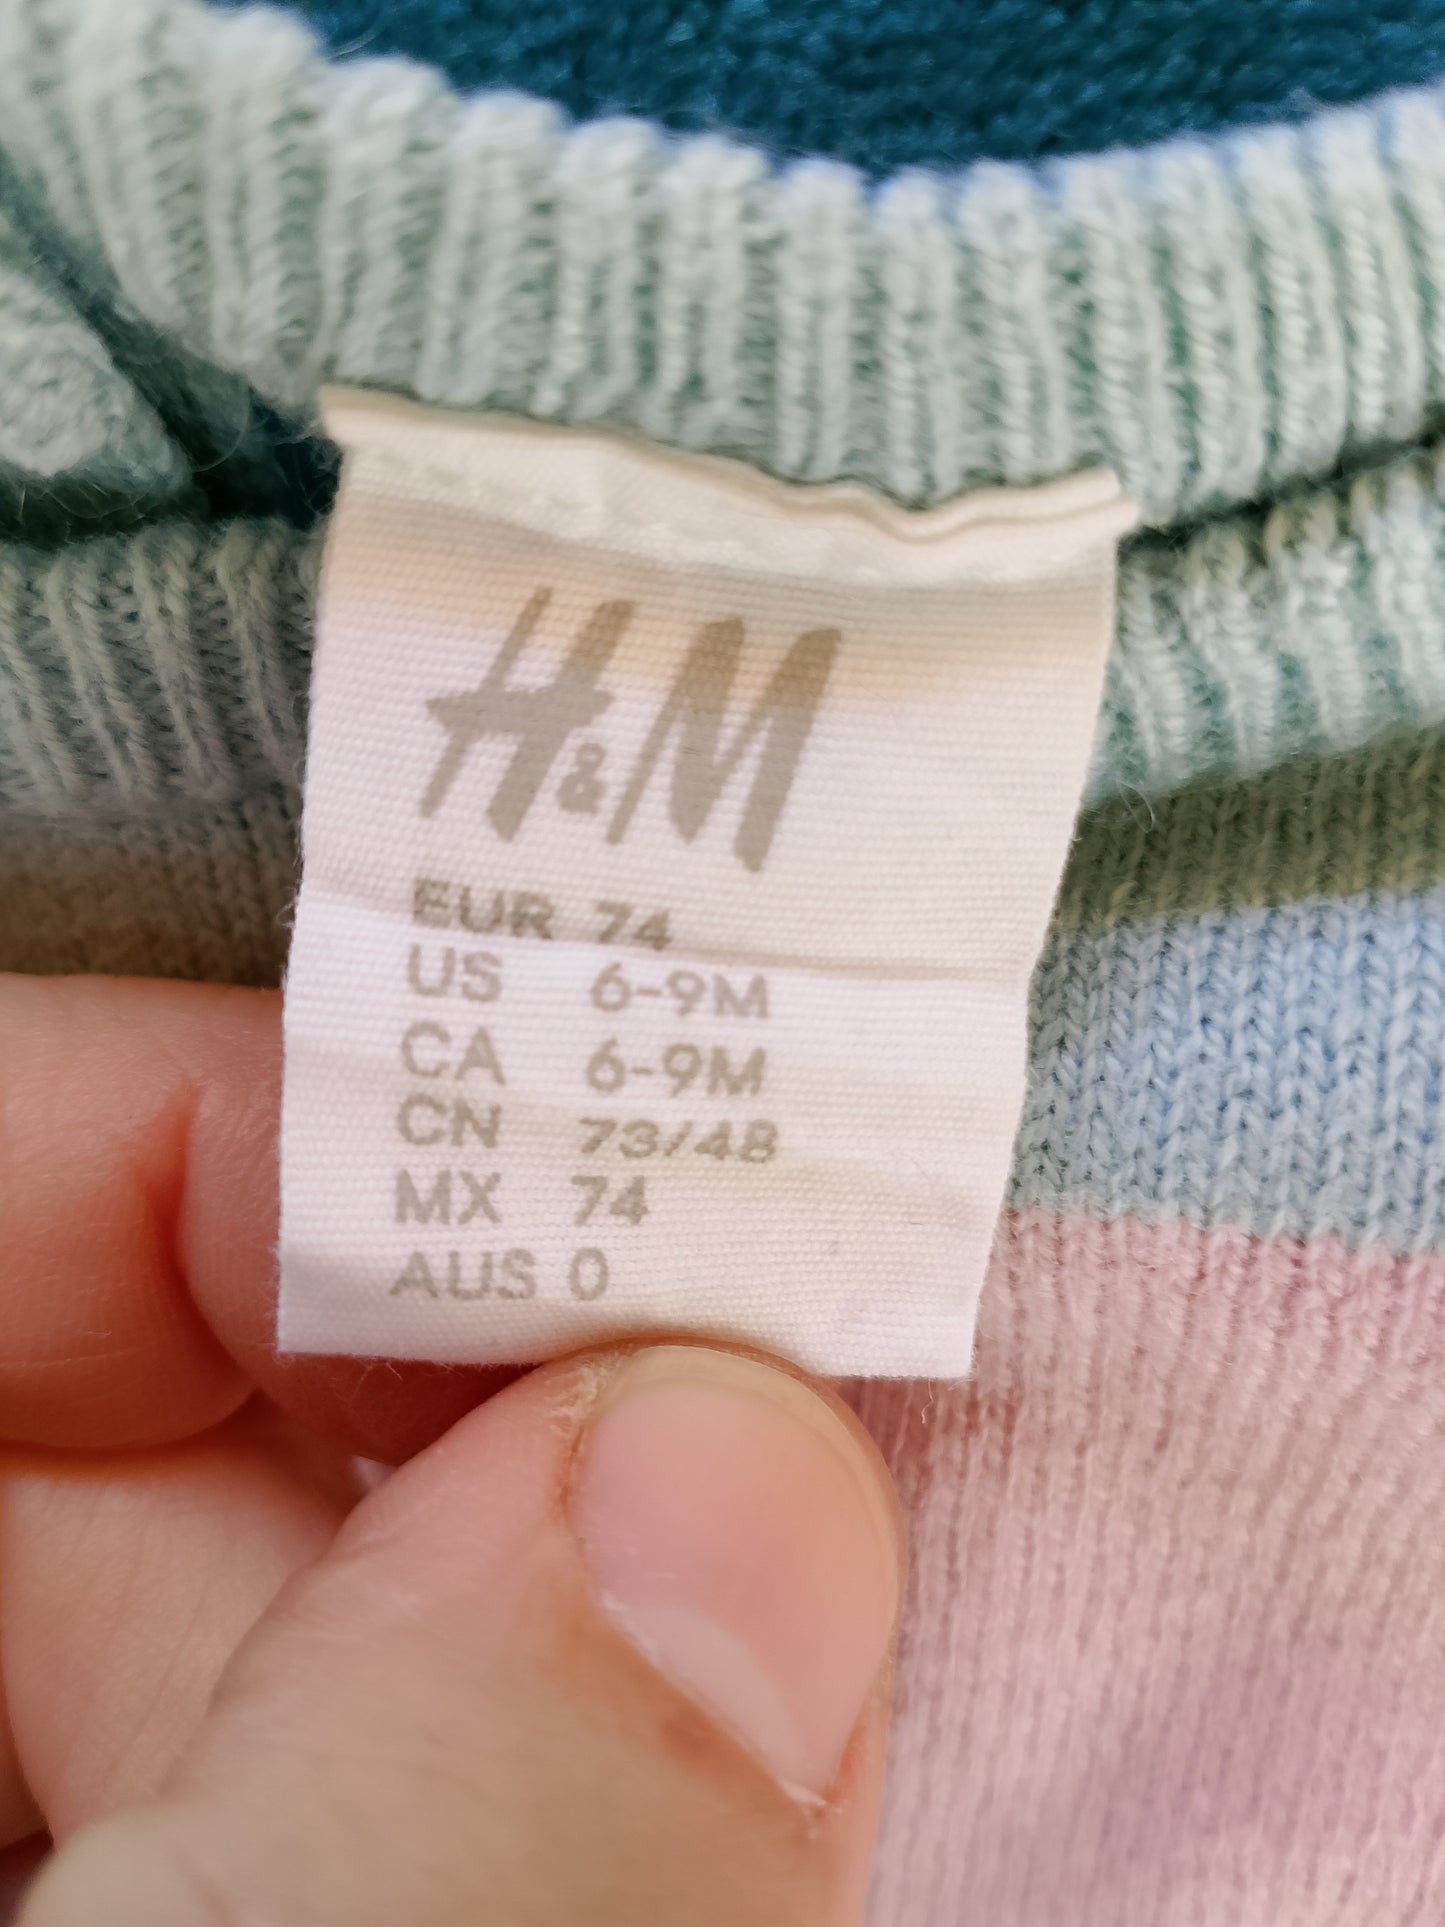 H&M
EUR 74
US 6-9M
CA 6-9M
CN 73/48
MX 74
AUS 0